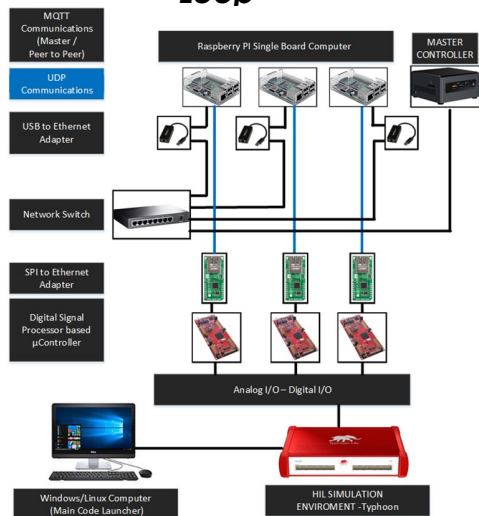 Loop
MQTT
Communications
(Master /
Peer to Peer)
Raspberry PI Single Board Computer
MASTER
CONTROLLER
UDP
Communications
USB to Ethernet
Adapter
Network Switch
SPI to Ethernet
Adapter
Digital Signal
Processor based
µController
Analog I/O – Digital I/O
Windows/Linux Computer
(Main Code Launcher)
HIL SIMULATION
ENVIROMENT -Typhoon